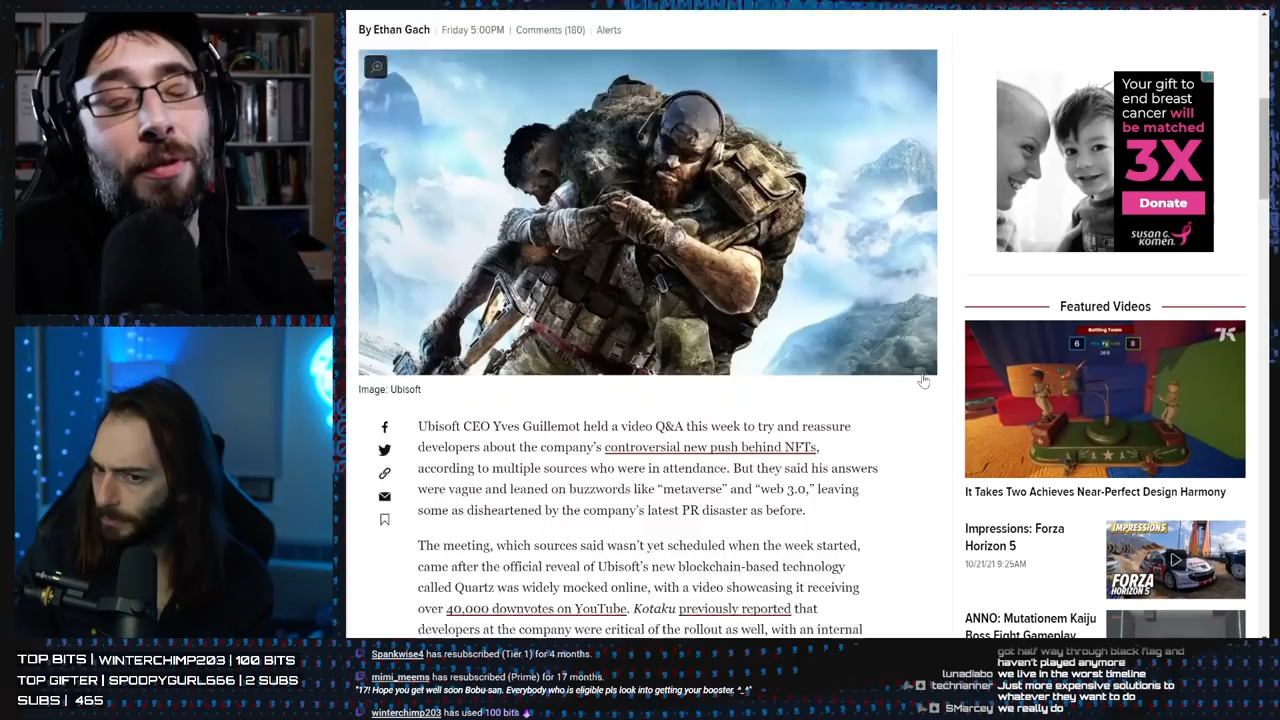 By Ethan Gach | Friday 5:00PM | Comments (180) | Alerts
Your gift to
end breast
cancer will
be matched
3X
Donate
susan G.
komen.
Image: Ubisoft
Ubisoft CEO Yves Guillemot held a video Q&A this week to try and reassure
developers about the company's controversial new push behind NFTs,
according to multiple sources who were in attendance. But they said his answers
were vague and leaned on buzzwords like “metaverse” and “web 3.0,” leaving
some as disheartened by the company's latest PR disaster as before.
The meeting, which sources said wasn't yet scheduled when the week started,
came after the official reveal of Ubisoft's new blockchain-based technology
called Quartz was widely mocked online, with a video showcasing it receiving
over 40,000 downvotes on YouTube. Kotaku previously reported that
developers at the company were critical of the rollout as well, with an internal
Featured Videos
Batting Team
6
8
It Takes Two Achieves Near-Perfect Design Harmony
Impressions: Forza
Horizon 5
10/21/21 9:25AM
IMPRESSIONS
FORZA
HORIZON 5
ANNO: Mutationem Kaiju
Boss Fight Gameplay
TOP BITS | WINTERCHIMP203 | 100 BITS
TOP GIFTER | SPOOPYGURL666 | 2 SUBS
SUBS | 465
Spankwise4 has resubscribed (Tier 1) for 4 months.
mimi_meems has resubscribed (Prime) for 17 months.
"17! Hope you get well soon Bobu-san. Everybody who is eligible pls look into getting your booster. ^_^"
winterchimp203 has used 100 bits
got half way through black flag and
haven't played anymore
lunadiabo we live in the worst timeline
technanner Just more expensive solutions to
whatever they want to do
SMarcey we really do